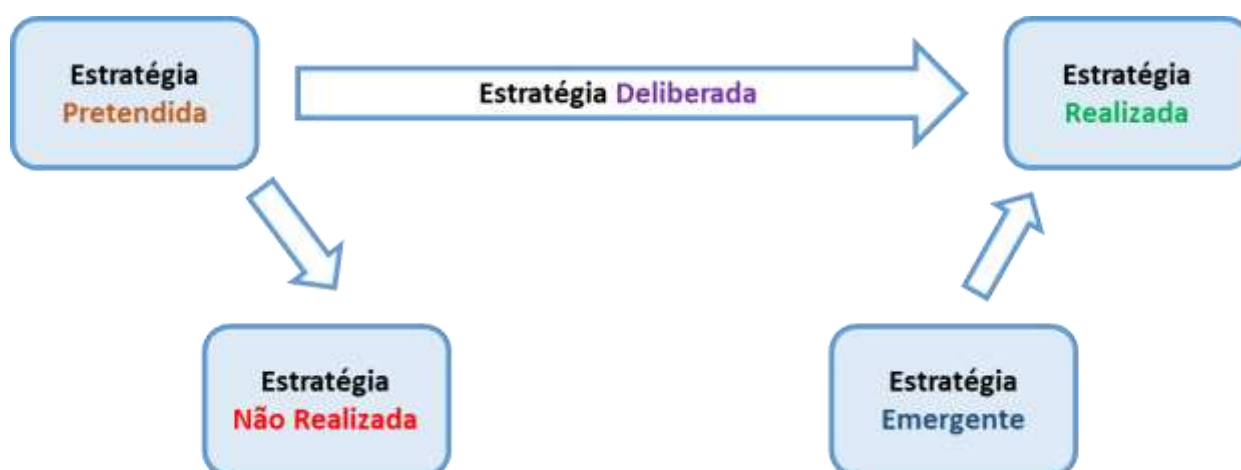 Estratégia
Pretendida
Estratégia Deliberada
Estratégia
Realizada
Estratégia
Não Realizada
Estratégia
Emergente